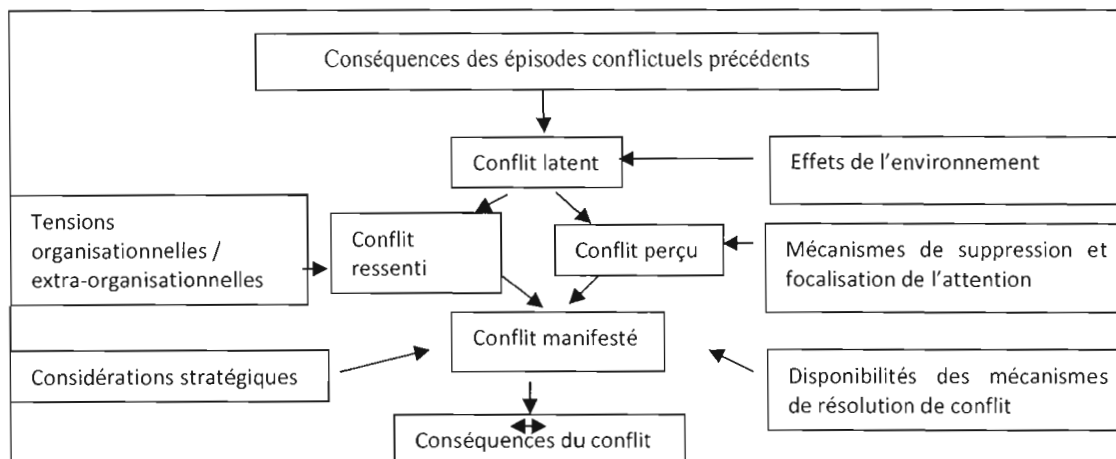 Conséquences des épisodes conflictuels précédents
Conflit latent
Effets de l'environnement
Tensions
organisationnelles /
extra-organisationnelles
Conflit
ressenti
Conflit perçu
Mécanismes de suppression et
focalisation de l'attention
Conflit manifesté
Considérations stratégiques
Disponibilités des mécanismes
de résolution de conflit
Conséquences du conflit